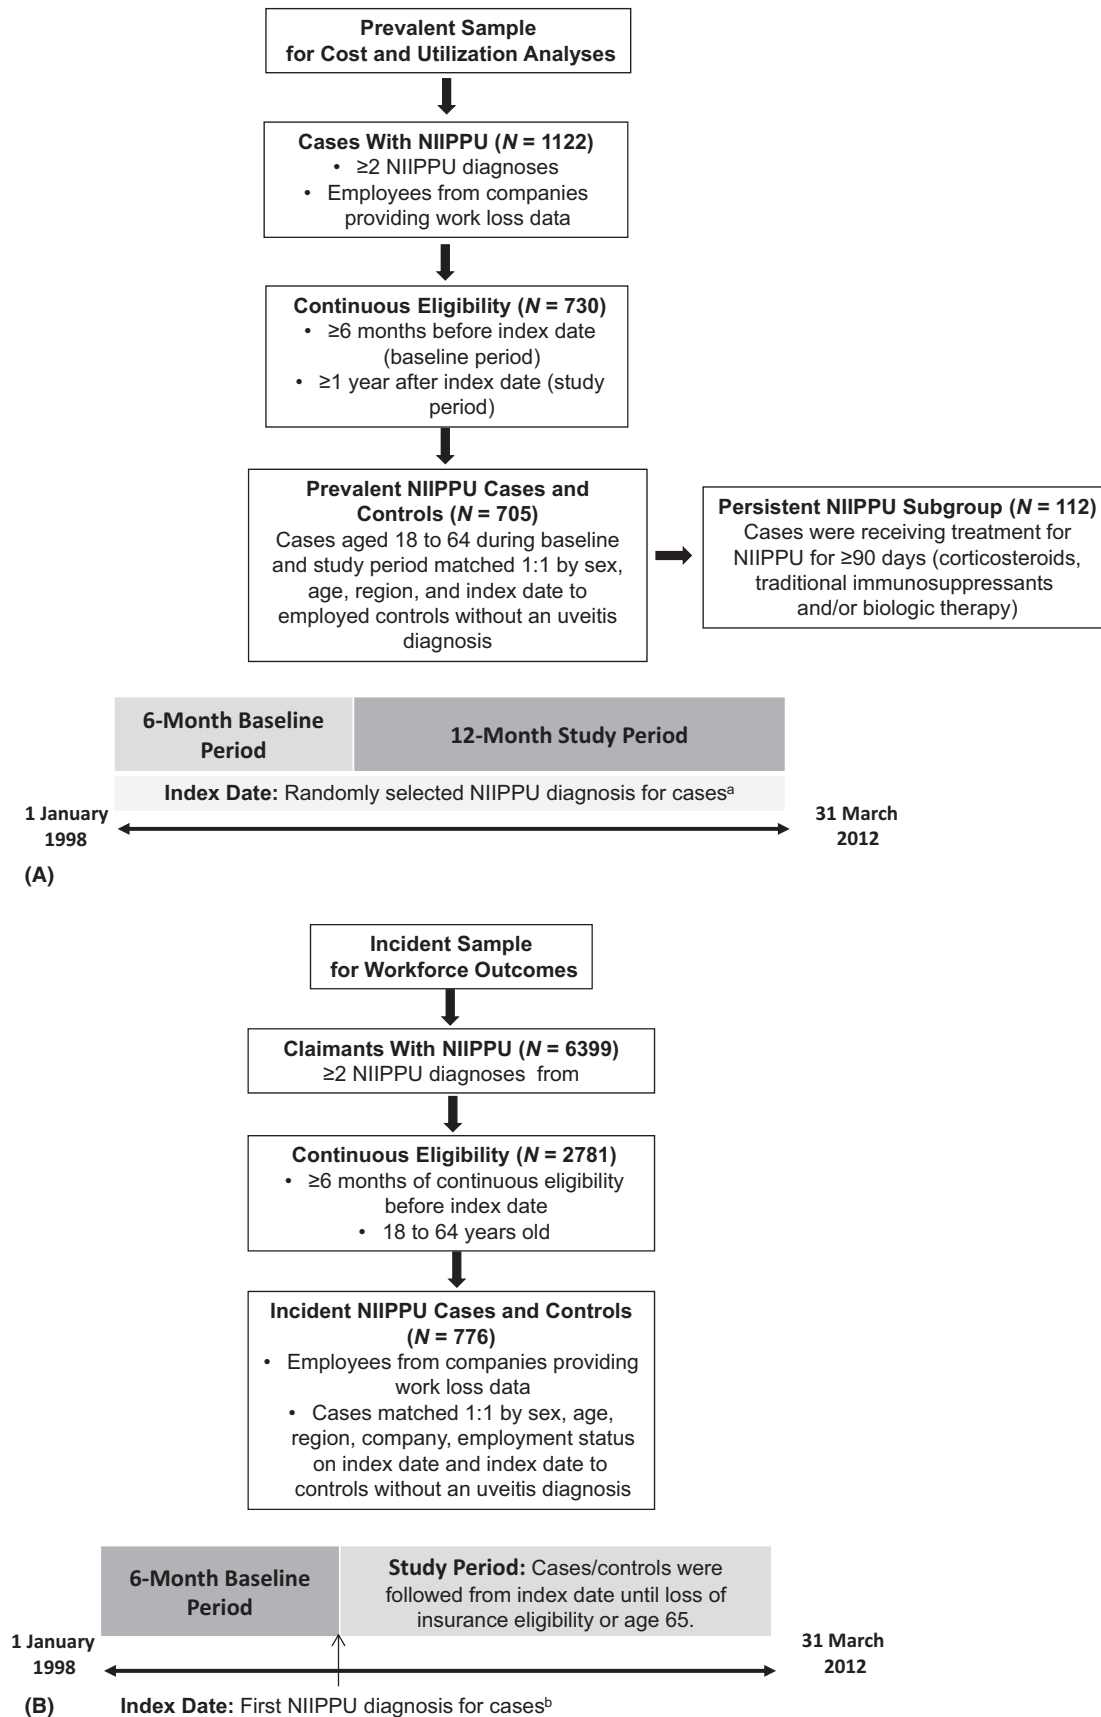 Prevalent Sample
for Cost and Utilization Analyses
Cases With NIIPPU (N = 1122)
• ≥2 NIIPPU diagnoses
• Employees from companies
providing work loss data
Continuous Eligibility (N = 730)
• ≥6 months before index date
(baseline period)
• ≥1 year after index date (study
period)
Prevalent NIIPPU Cases and
Controls (N = 705)
Cases aged 18 to 64 during baseline
and study period matched 1:1 by sex,
age, region, and index date to
employed controls without an uveitis
diagnosis
Persistent NIIPPU Subgroup (N = 112)
Cases were receiving treatment for
NIIPPU for ≥90 days (corticosteroids,
traditional immunosuppressants
and/or biologic therapy)
6-Month Baseline
Period
12-Month Study Period
Index Date: Randomly selected NIIPPU diagnosis for casesᵃ
1 January
1998
31 March
2012
(A)
Incident Sample
for Workforce Outcomes
Claimants With NIIPPU (N = 6399)
≥2 NIIPPU diagnoses from
Continuous Eligibility (N = 2781)
• ≥6 months of continuous eligibility
before index date
• 18 to 64 years old
Incident NIIPPU Cases and Controls
(N = 776)
• Employees from companies providing
work loss data
• Cases matched 1:1 by sex, age,
region, company, employment status
on index date and index date to
controls without an uveitis diagnosis
6-Month Baseline
Period
Study Period: Cases/controls were
followed from index date until loss of
insurance eligibility or age 65.
1 January
1998
31 March
2012
(B)
Index Date: First NIIPPU diagnosis for casesᵇ